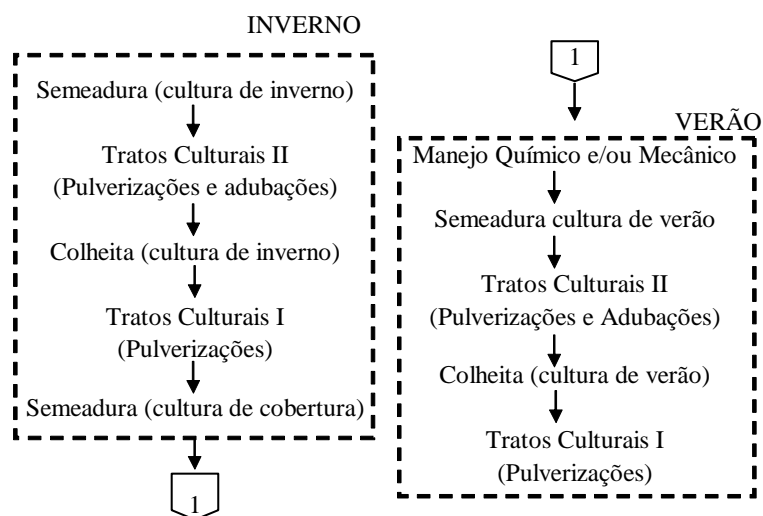 INVERNO
Semeadura (cultura de inverno)
Tratos Culturais II
(Pulverizações e adubações)
Colheita (cultura de inverno)
Tratos Culturais I
(Pulverizações)
Semeadura (cultura de cobertura)
1
1
VERÃO
Manejo Químico e/ou Mecânico
Semeadura cultura de verão
Tratos Culturais II
(Pulverizações e Adubações)
Colheita (cultura de verão)
Tratos Culturais I
(Pulverizações)